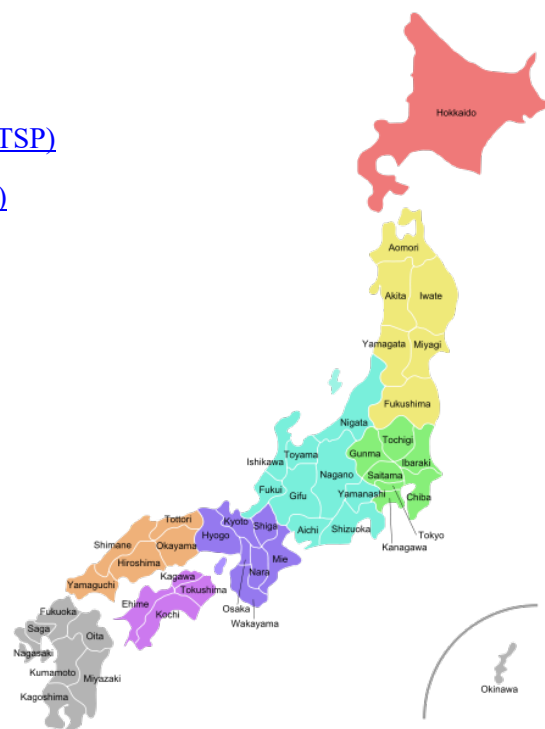 Hokkaido
TSP)
)
Aomori
Akita
Iwate
Yamagata
Miyagi
Fukushima
Nigata
Tochigi
Gunma
Ibaraki
Toyama
Ishikawa
Nagano
Saitama
Fukui
Gifu
Yamanashi
Chiba
Tottori
Kyoto
Shiga
Aichi
Shizuoka
Tokyo
Kanagawa
Shimane
Okayama
Hyogo
Hiroshima
Mie
Yamaguchi
Kagawa
Nara
Tokushima
Ehime
Kochi
Osaka
Wakayama
Fukuoka
Saga
Oita
Nagasaki
Kumamoto
Miyazaki
Kagoshima
Okinawa